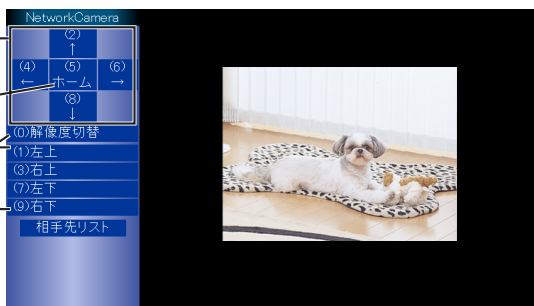 NetworkCamera
(2)
↑
(4) (5) (6)
← ホーム →
(8)
↓
(0)解像度切替
(1)左上
(3)右上
(7)左下
(9)右下
相手先リスト